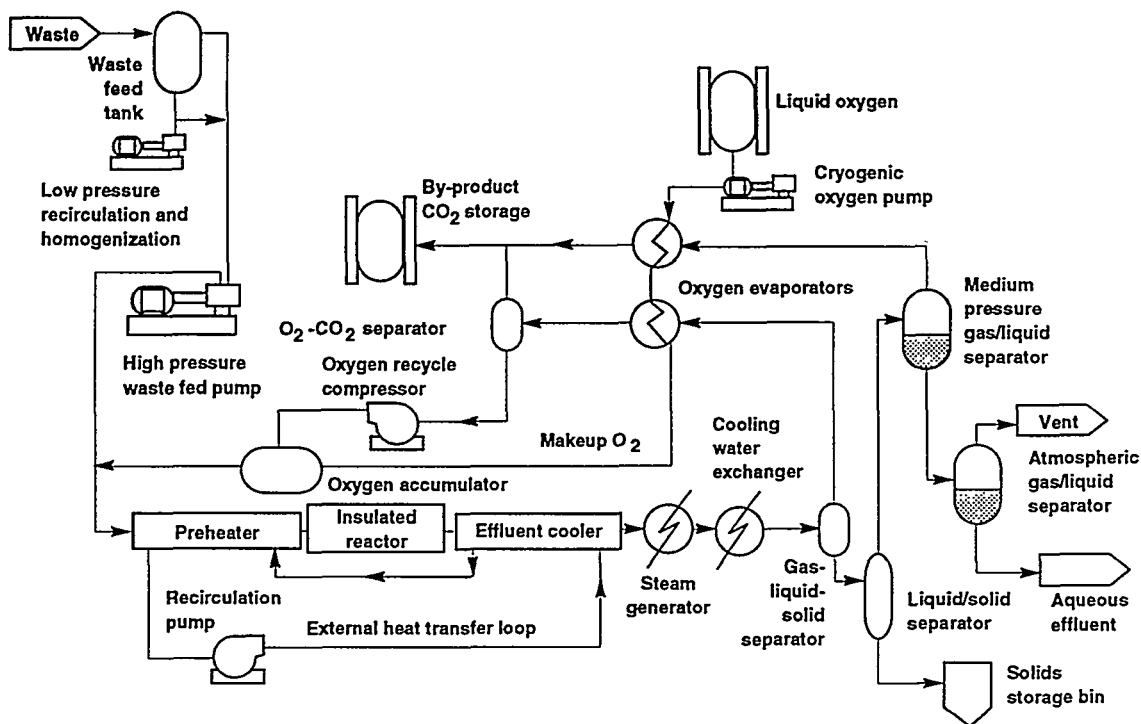 Waste
Waste
feed
tank
Low pressure
recirculation and
homogenization
High pressure
waste fed pump
By-product
CO2 storage
Liquid oxygen
Cryogenic
oxygen pump
Oxygen evaporators
O2 -CO2 separator
Oxygen recycle
compressor
Medium
pressure
gas/liquid
separator
Makeup O2
Cooling
water
exchanger
Vent
Atmospheric
gas/liquid
separator
Oxygen accumulator
Preheater
Insulated
reactor
Effluent cooler
Steam
generator
Gas-
liquid-
solid
separator
Liquid/solid
separator
Aqueous
effluent
Recirculation
pump
External heat transfer loop
Solids
storage bin